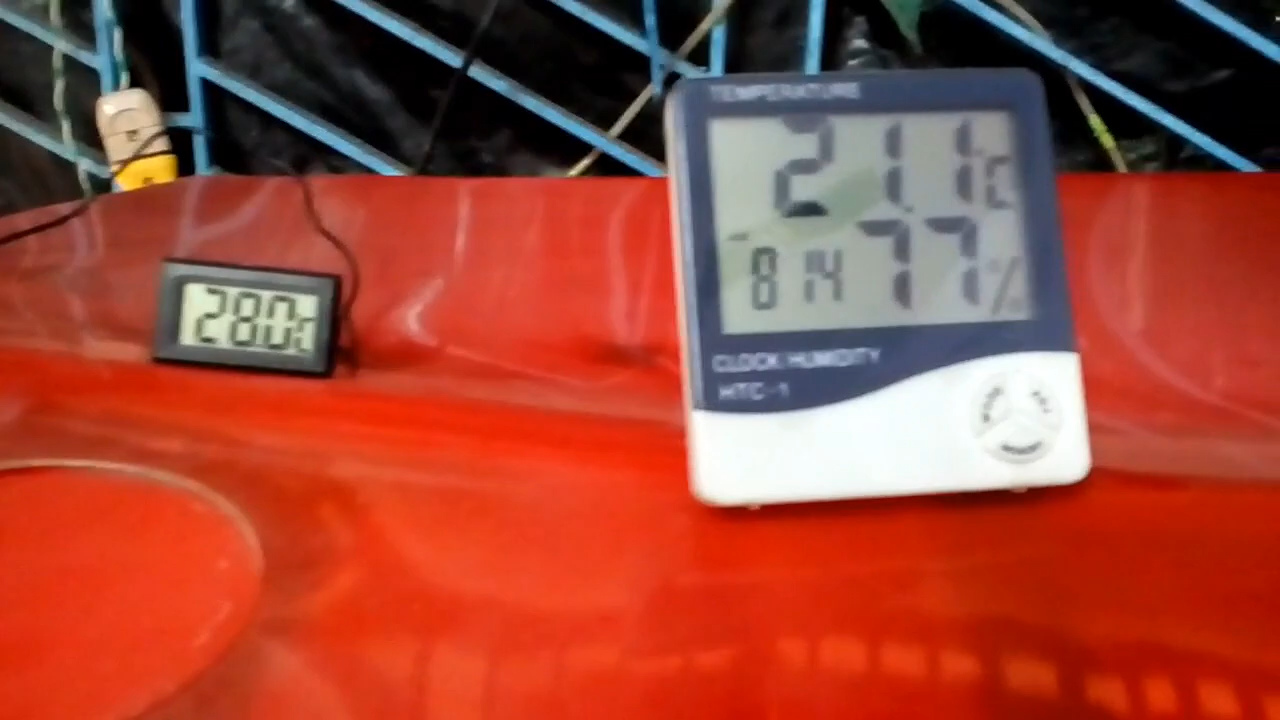 TEMPERATURE
21.1°C
8 14 77%
28.0°C
CLOCK HUMIDITY
HTC-1